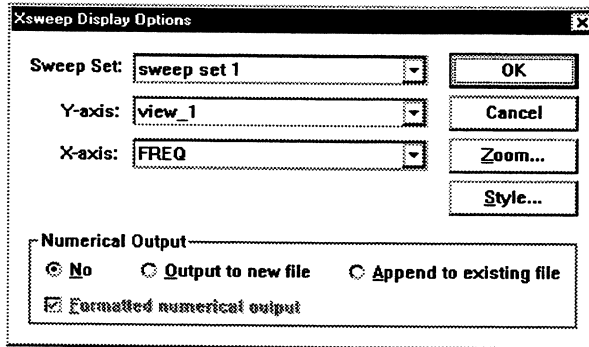 Xsweep Display Options
Sweep Set: sweep set 1
OK
Y-axis: view_1
Cancel
X-axis: FREQ
Zoom...
Style...
Numerical Output
No Output to new file Append to existing file
Formatted numerical output